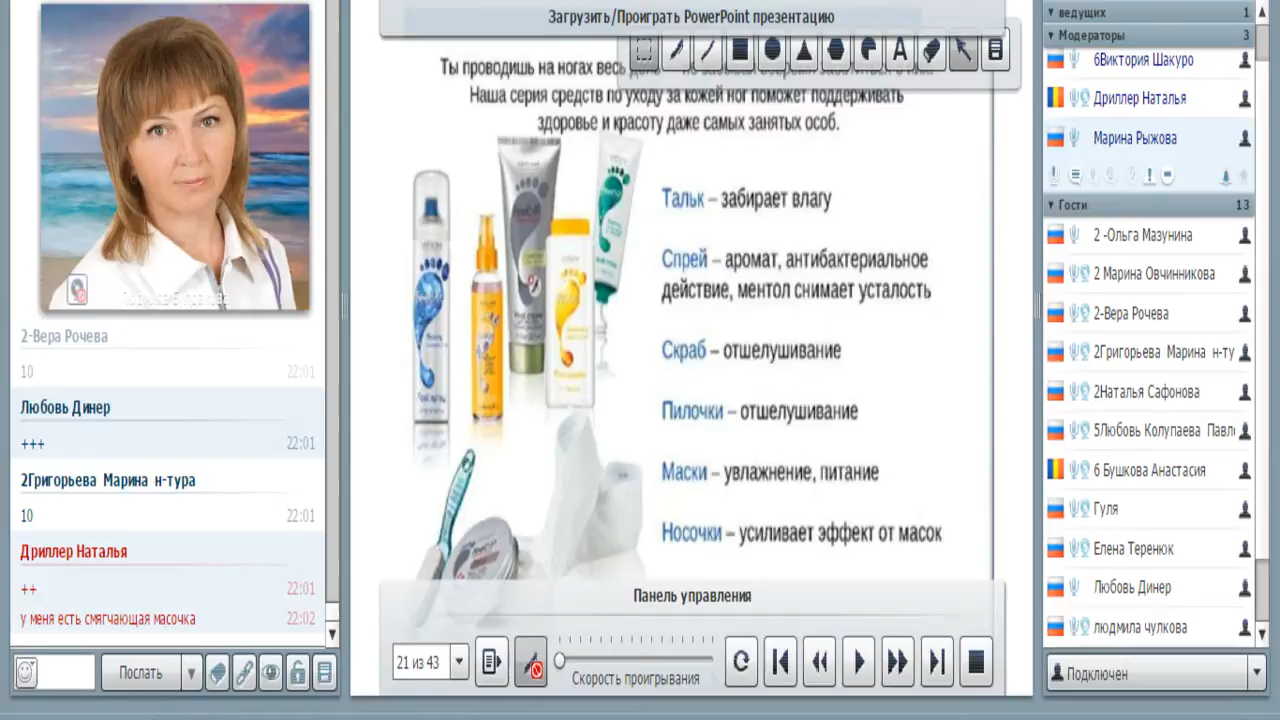 2-Вера Рочева
10 22:01
Любовь Динер
+++ 22:01
2Григорьева Марина н-тура
10 22:01
Дриллер Наталья
++ 22:01
у меня есть смягчающая масочка 22:02
Послать
Загрузить/Проиграть PowerPoint презентацию
Ты проводишь на ногах весь
Наша серия средств по уходу за кожей ног поможет поддерживать
здоровье и красоту даже самых занятых особ.
Тальк – забирает влагу
Спрей – аромат, антибактериальное
действие, ментол снимает усталость
Скраб – отшелушивание
Пилочки – отшелушивание
Маски – увлажнение, питание
Носочки – усиливает эффект от масок
Панель управления
21 из 43
Скорость проигрывания
ведущих 1
Модераторы 3
6Виктория Шакуро
Дриллер Наталья
Марина Рыжова
Гости 13
2 -Ольга Мазунина
2 Марина Овчинникова
2-Вера Рочева
2Григорьева Марина н-ту
2Наталья Сафонова
5Любовь Колупаева Павл
6 Бушкова Анастасия
Гуля
Елена Теренюк
Любовь Динер
людмила чулкова
Подключен